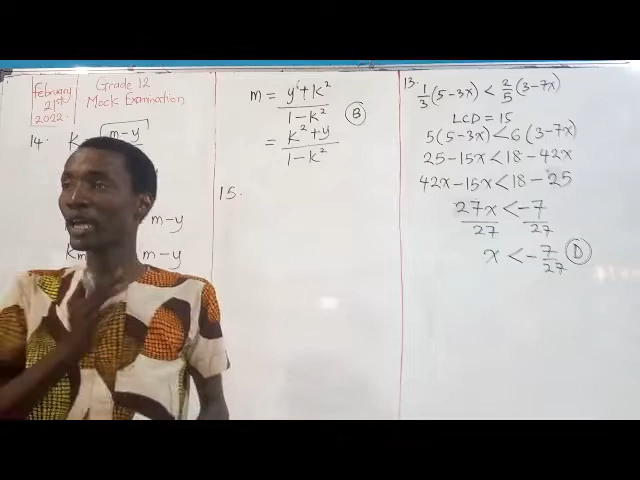 February
21st
2022.
Grade 12
Mock Examination
14. K = √(m-y
m-y
Km
m-y
m = (y + k²)/(1-k²)
= (k² + y)/(1-k²)
B
15.
13. 1/3 (5-3x) < 2/5 (3-7x)
LCD = 15
5(5-3x) < 6(3-7x)
25-15x < 18-42x
42x-15x < 18-25
27x/27 < -7/27
x < -7/27
D